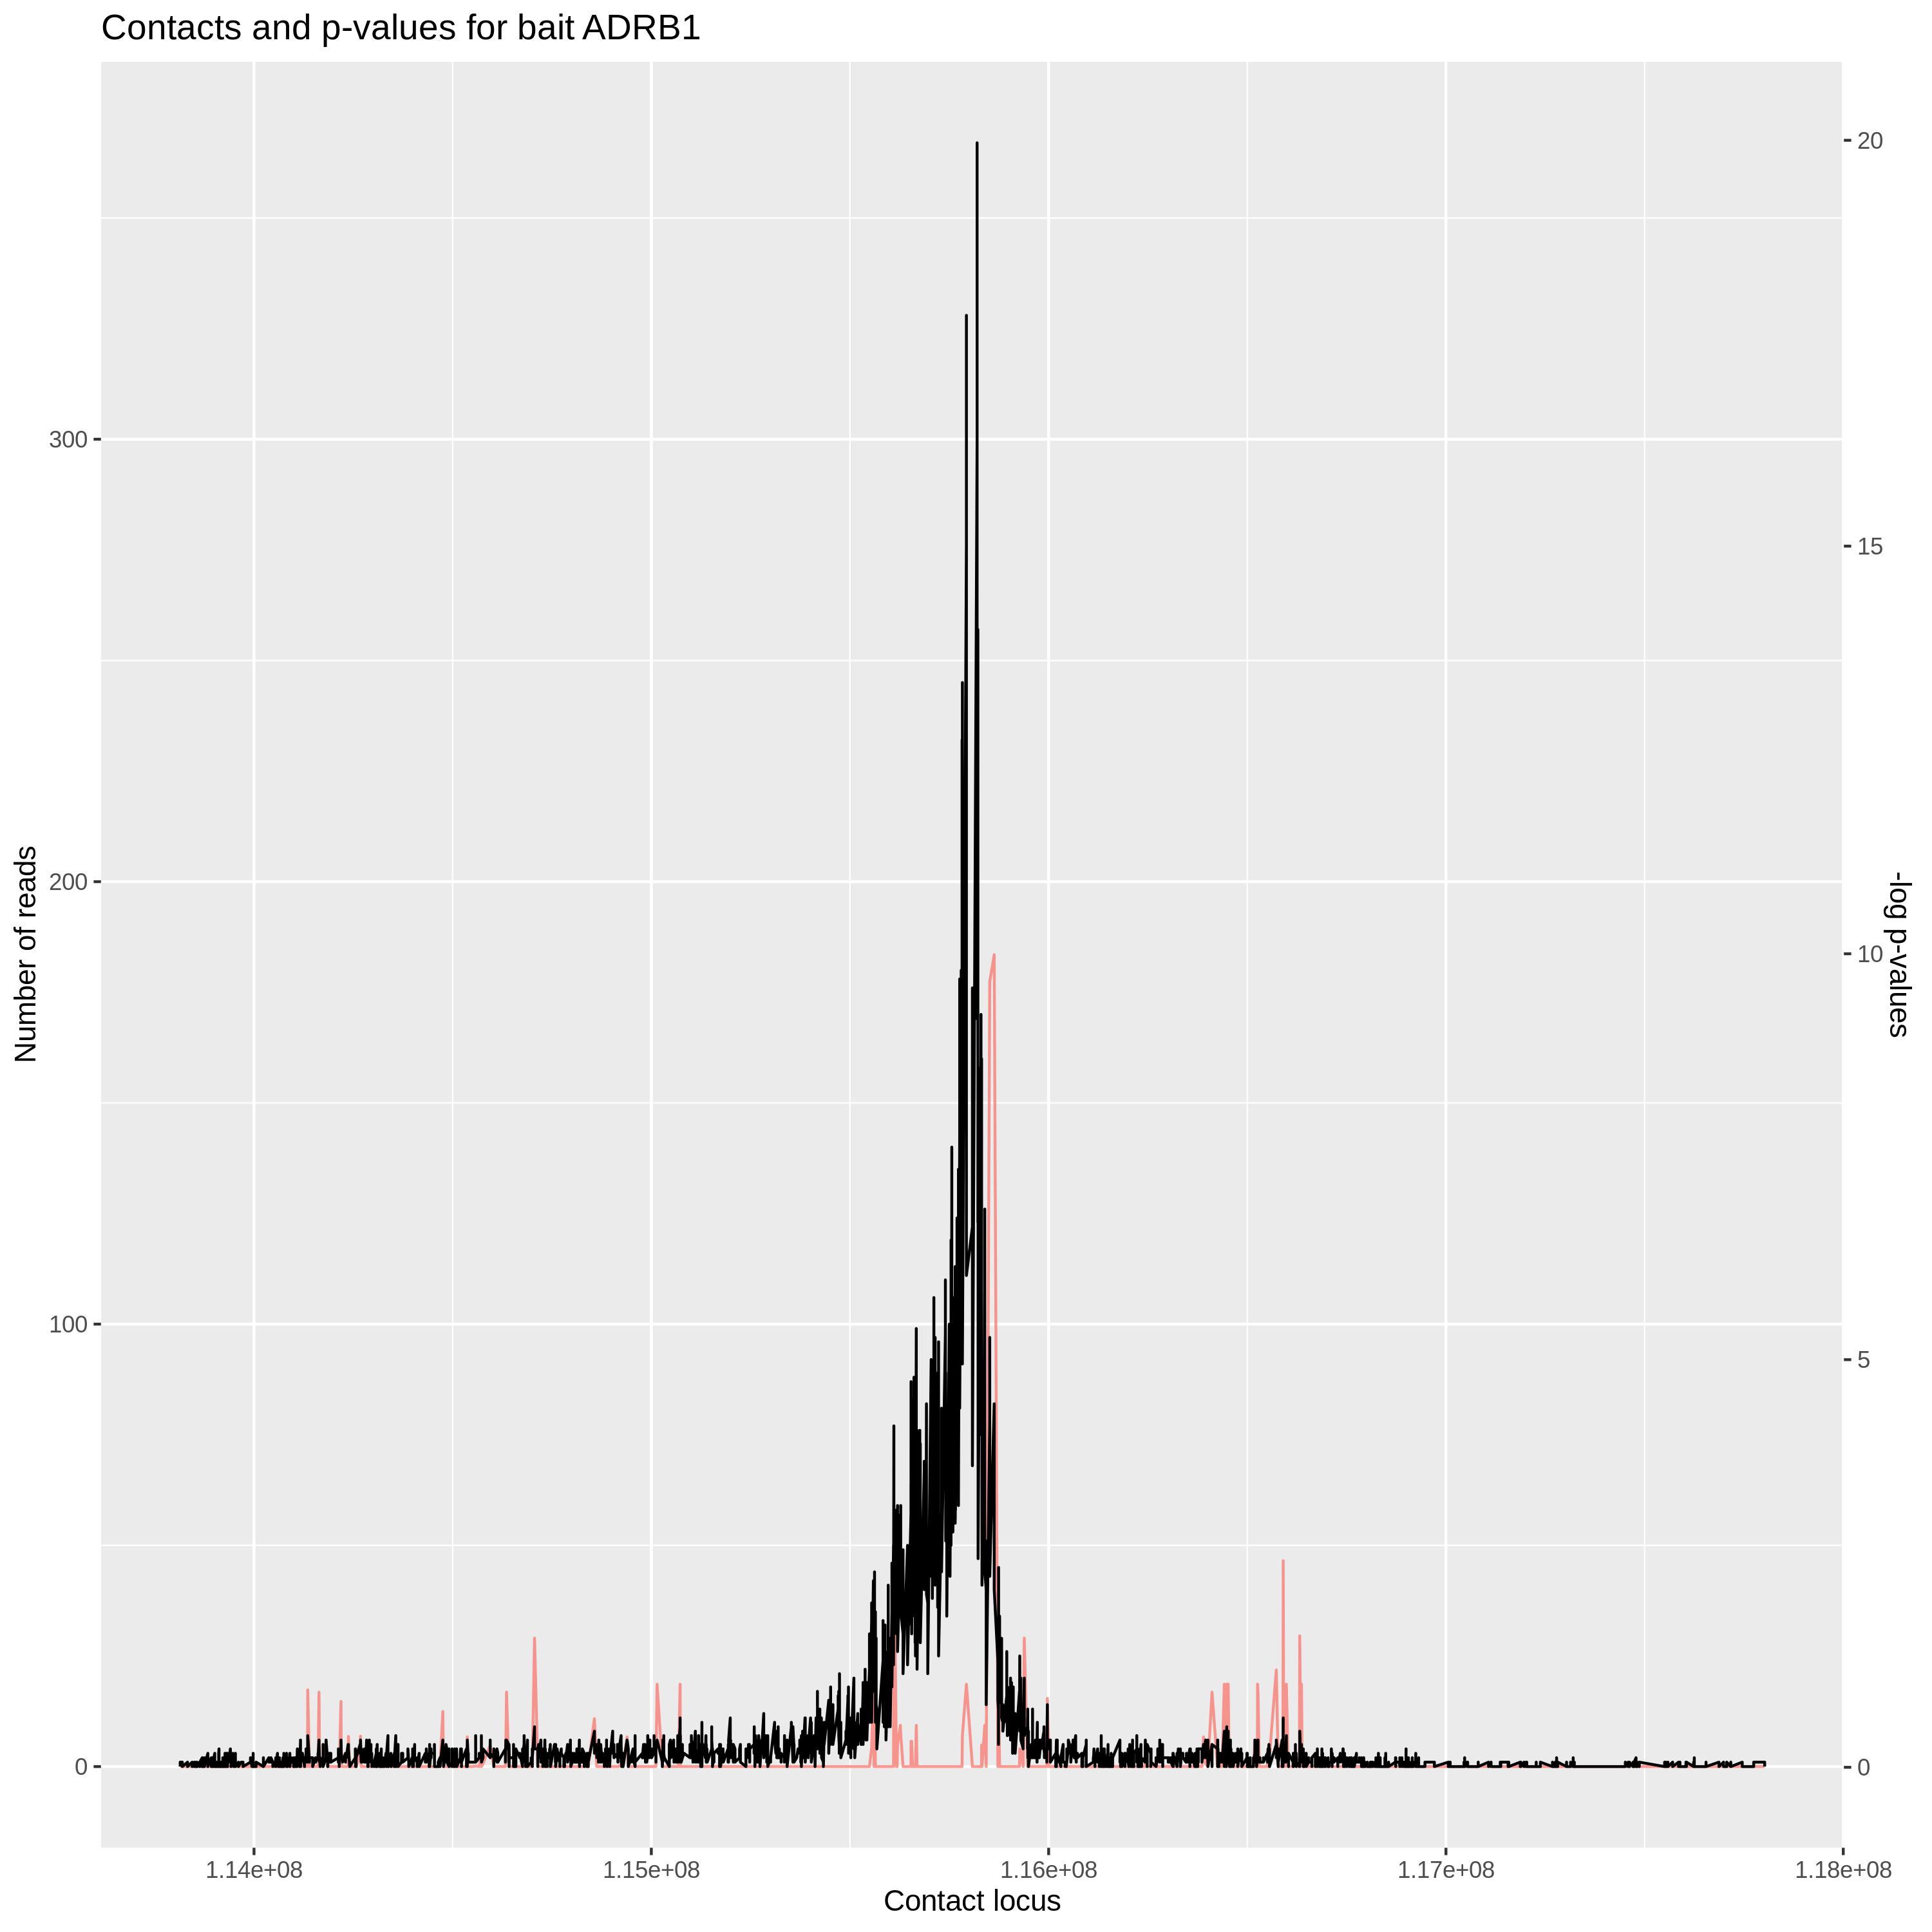 Contacts and p-values for bait ADRB1
Number of reads
300
200
100
0
20
15
10
5
0
-log p-values
1.14e+08
1.15e+08
1.16e+08
1.17e+08
1.18e+08
Contact locus